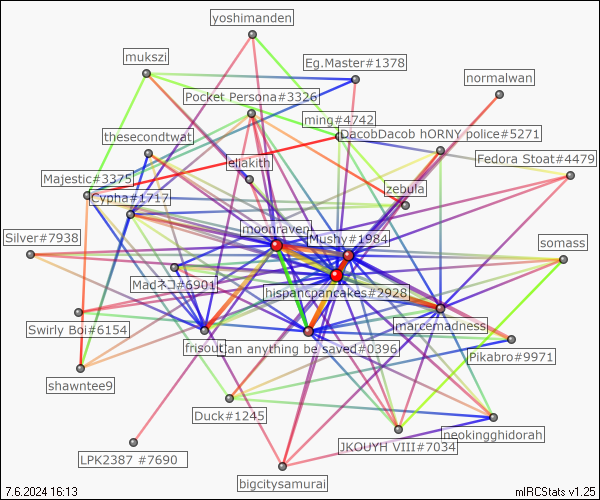 yoshimanden
mukszi
Eg.Master#1378
normalwan
Pocket Persona#3326
ming#4742
thesecondtwat
DacobDacob hORNY police#5271
eljakith
Fedora Stoat#4479
Majestic#3375
zebula
Cypha#1717
moonraven
Silver#7938
Mushy#1984
somass
Madネコ#6901
hispancpancakes#2928
Swirly Boi#6154
marcemadness
frisout
an anything be saved#0396
Pikabro#9971
shawntee9
Duck#1245
neokingghidorah
JKOUYH VIII#7034
LPK2387 #7690
bigcitysamurai
7.6.2024 16:13
mIRCStats v1.25